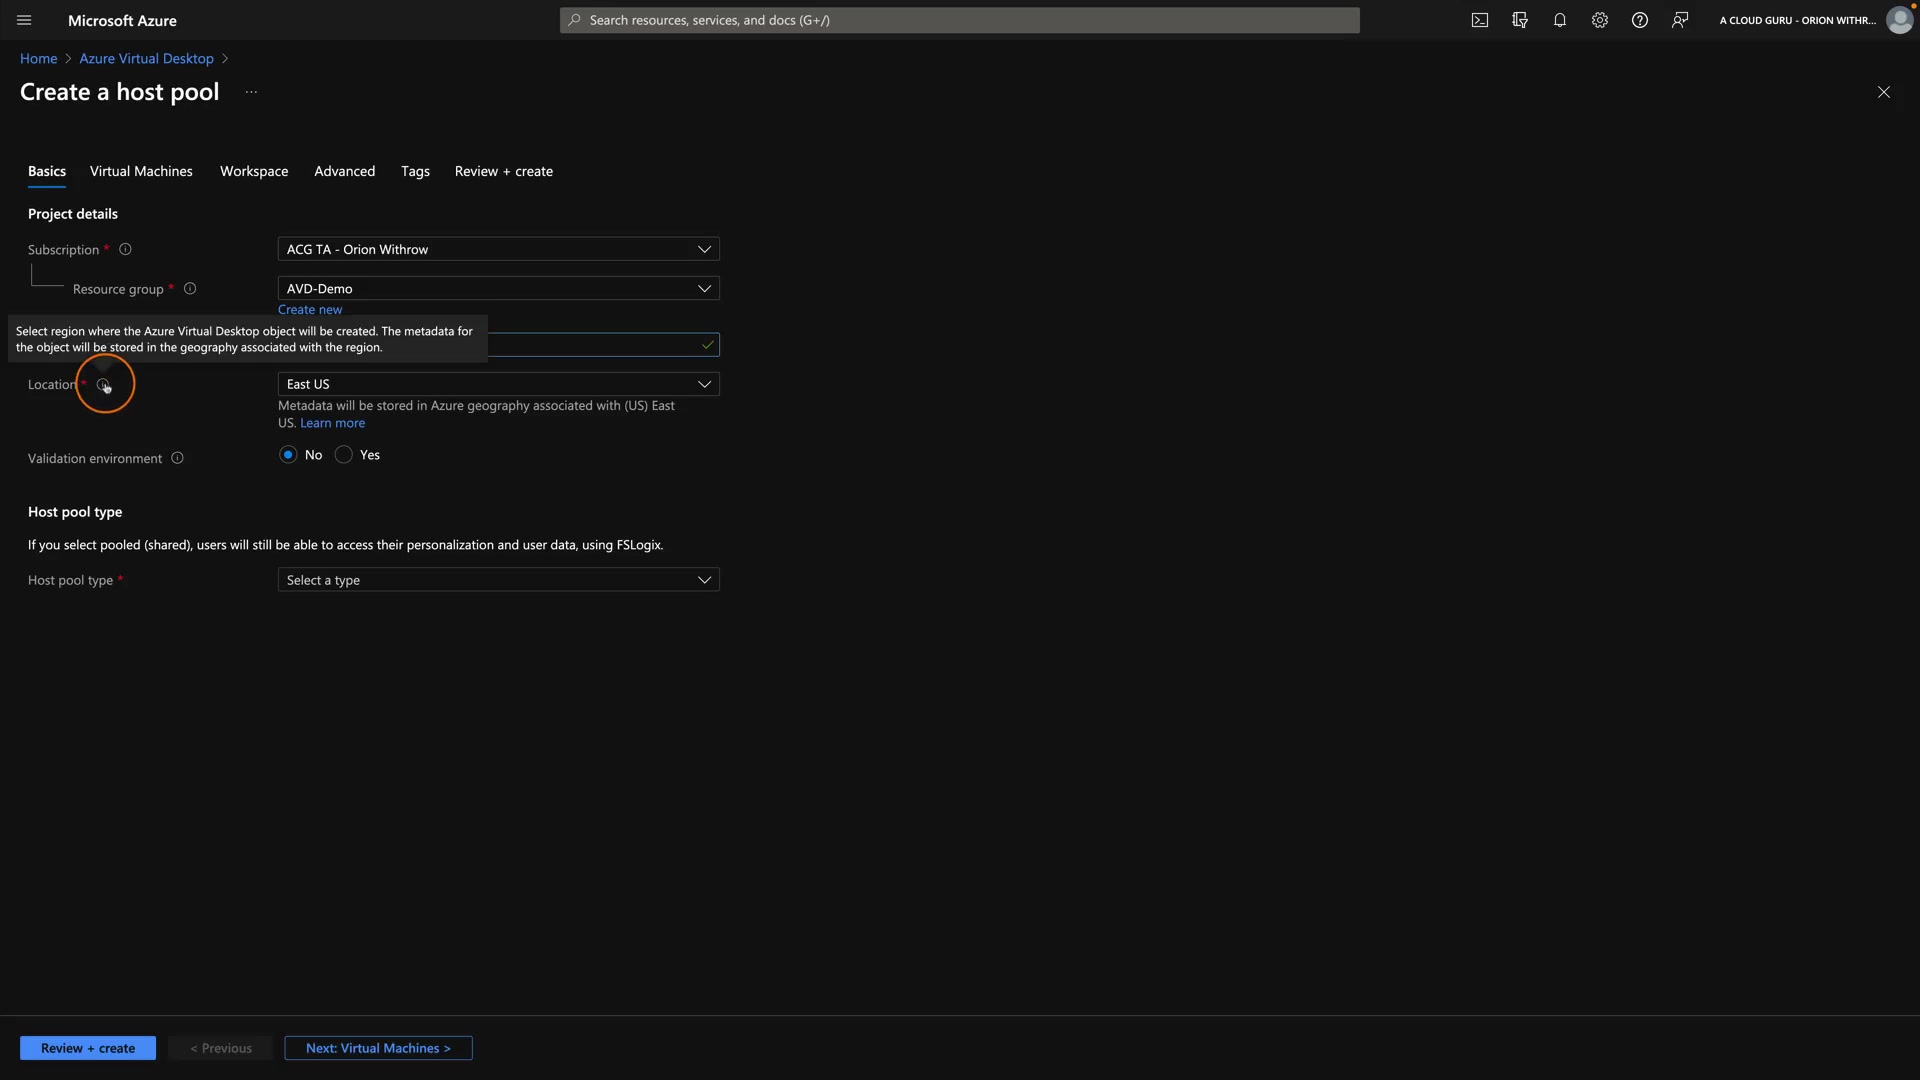 Microsoft Azure
Search resources, services, and docs (G+/)
A CLOUD GURU - ORION WITHR...
Home > Azure Virtual Desktop >
Create a host pool ...
Basics Virtual Machines Workspace Advanced Tags Review + create
Project details
Subscription *
ACG TA - Orion Withrow
Resource group *
AVD-Demo
Create new
Select region where the Azure Virtual Desktop object will be created. The metadata for
the object will be stored in the geography associated with the region.
Location *
East US
Metadata will be stored in Azure geography associated with (US) East
US. Learn more
Validation environment
No Yes
Host pool type
If you select pooled (shared), users will still be able to access their personalization and user data, using FSLogix.
Host pool type *
Select a type
Review + create
< Previous
Next: Virtual Machines >